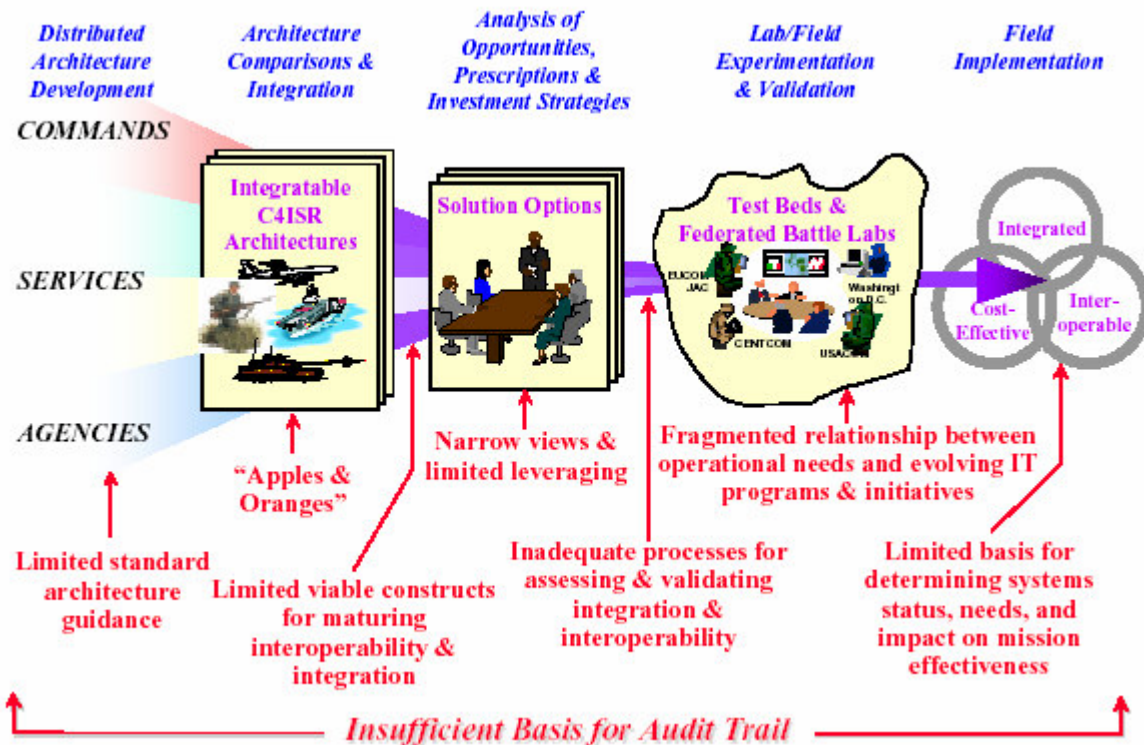 Distributed
Architecture
Development
Architecture
Comparisons &
Integration
Analysis of
Opportunities,
Prescriptions &
Investment Strategies
Lab/Field
Experimentation
& Validation
Field
Implementation
COMMANDS
SERVICES
AGENCIES
Integratable
C4ISR
Architectures
Solution Options
Test Beds &
Federated Battle Labs
EUCOM
JAC
Washingt
on D.C.
CENTCOM
USACOM
Integrated
Cost-
Effective
Inter-
operable
"Apples &
Oranges"
Narrow views &
limited leveraging
Fragmented relationship between
operational needs and evolving IT
programs & initiatives
Limited standard
architecture
guidance
Limited viable constructs
for maturing
interoperability &
integration
Inadequate processes for
assessing & validating
integration &
interoperability
Limited basis for
determining systems
status, needs, and
impact on mission
effectiveness
Insufficient Basis for Audit Trail